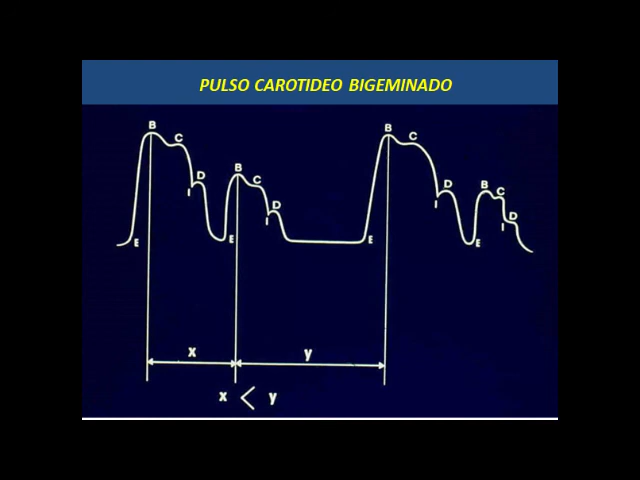 PULSO CAROTIDEO BIGEMINADO
B C D I E
B C D I E
B C D I E
B C D I E
x y
x < y